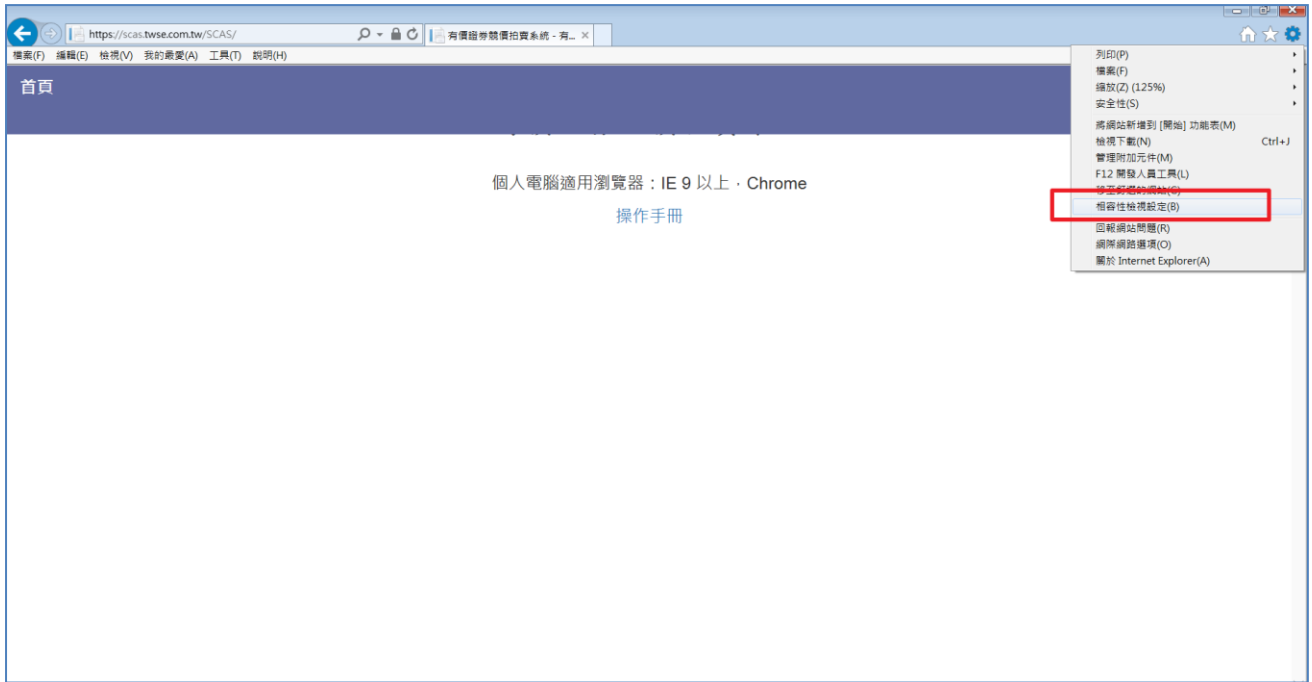 https://scas.twse.com.tw/SCAS/
有價證券競價拍賣系統 - 有...
檔案(F) 編輯(E) 檢視(V) 我的最愛(A) 工具(T) 說明(H)
首頁
個人電腦適用瀏覽器：IE 9 以上．Chrome
操作手冊
列印(P)
檔案(F)
縮放(Z) (125%)
安全性(S)
將網站新增到 [開始] 功能表(M)
檢視下載(N) Ctrl+J
管理附加元件(M)
F12 開發人員工具(L)
相容性檢視設定(B)
回報網站問題(R)
網際網路選項(O)
關於 Internet Explorer(A)